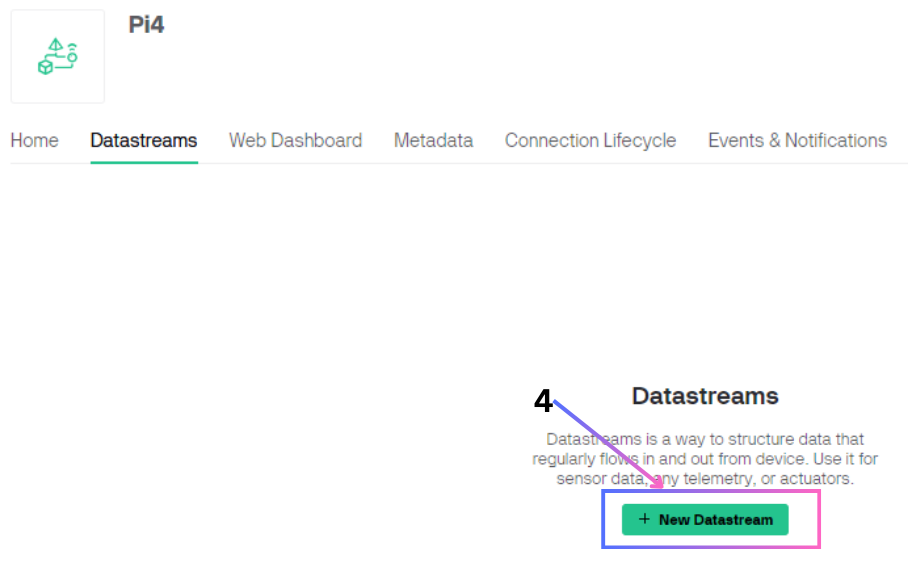 Pi4
Home Datastreams Web Dashboard Metadata Connection Lifecycle Events & Notifications
4
Datastreams
Datastreams is a way to structure data that
regularly flows in and out from device. Use it for
sensor data, any telemetry, or actuators.
+ New Datastream